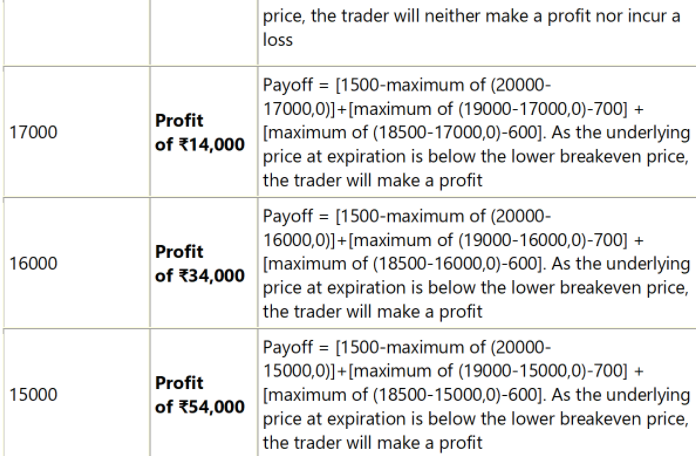 price, the trader will neither make a profit nor incur a
loss
17000
Profit
of ₹14,000
Payoff = [1500-maximum of (20000-
17000,0)]+[maximum of (19000-17000,0)-700] +
[maximum of (18500-17000,0)-600]. As the underlying
price at expiration is below the lower breakeven price,
the trader will make a profit
16000
Profit
of ₹34,000
Payoff = [1500-maximum of (20000-
16000,0)]+[maximum of (19000-16000,0)-700] +
[maximum of (18500-16000,0)-600]. As the underlying
price at expiration is below the lower breakeven price,
the trader will make a profit
15000
Profit
of ₹54,000
Payoff = [1500-maximum of (20000-
15000,0)]+[maximum of (19000-15000,0)-700] +
[maximum of (18500-15000,0)-600]. As the underlying
price at expiration is below the lower breakeven price,
the trader will make a profit